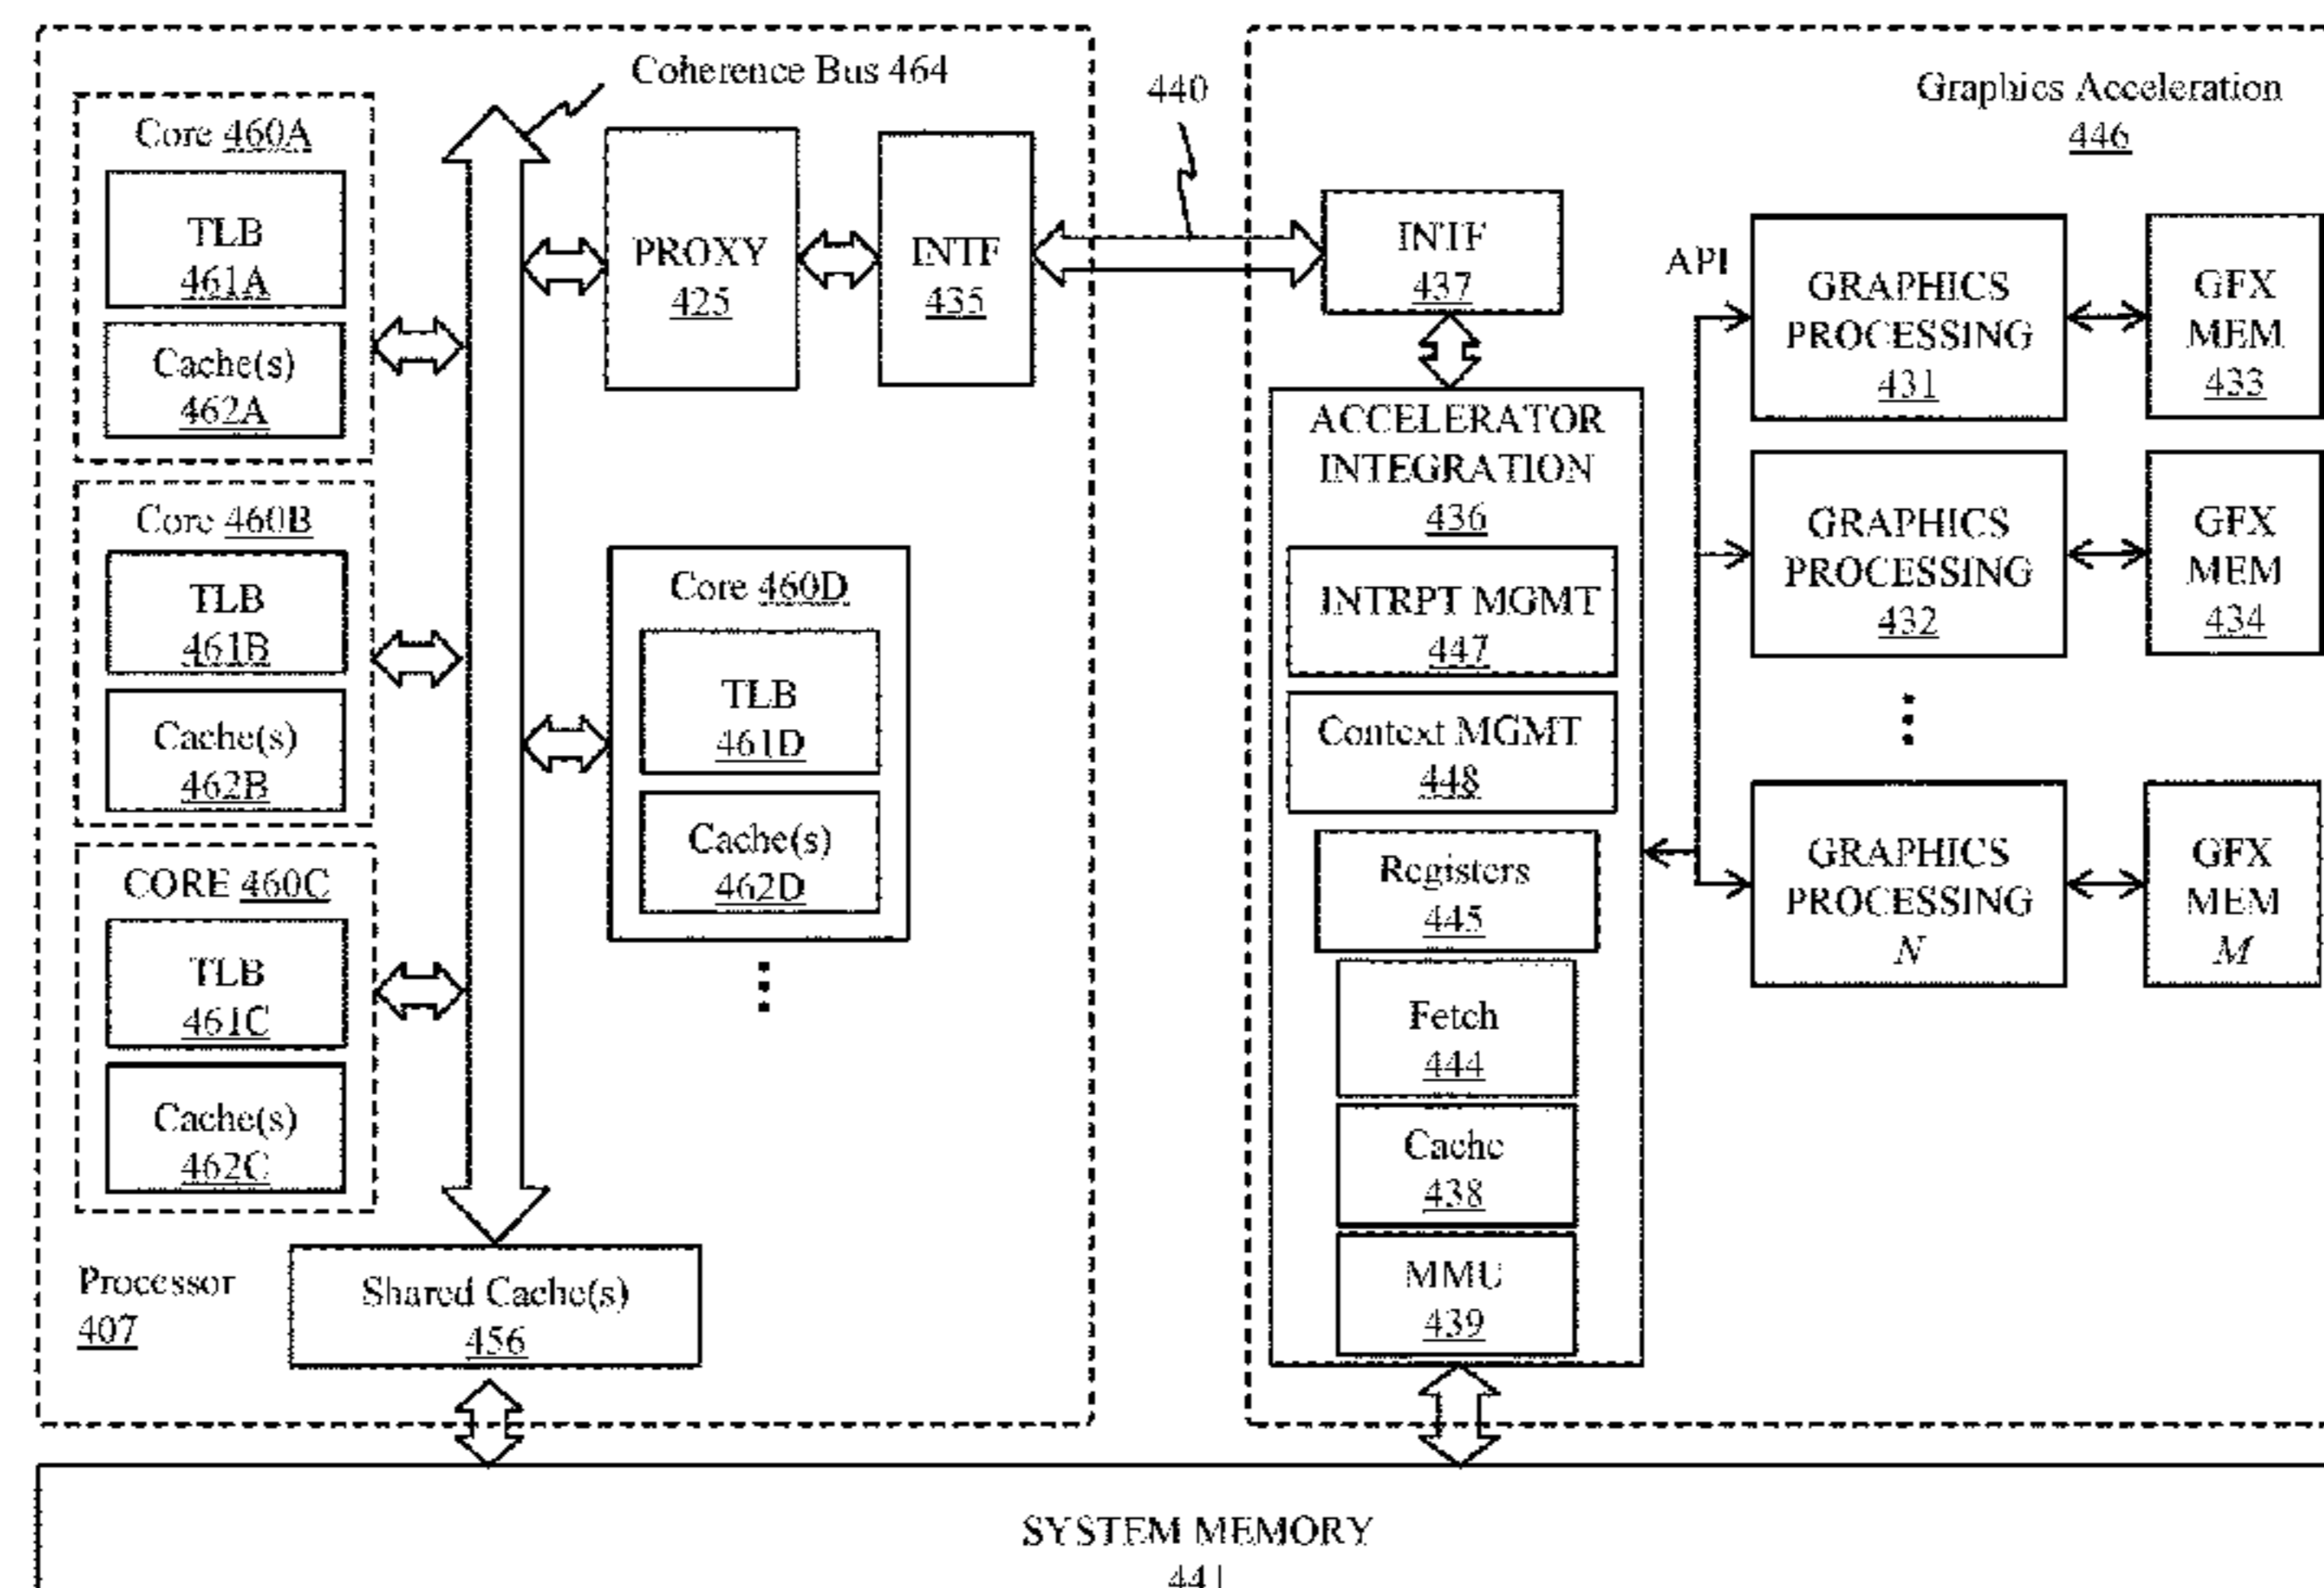 Coherence Bus 464
Core 460A
TLB
461A
Cache(s)
462A
Core 460B
TLB
461B
Cache(s)
462B
CORE 460C
TLB
461C
Cache(s)
462C
PROXY
425
INTF
435
Core 460D
TLB
461D
Cache(s)
462D
Processor
407
Shared Cache(s)
456
440
Graphics Acceleration
446
INTF
437
ACCELERATOR
INTEGRATION
436
INTRPT MGMT
447
Context MGMT
448
Registers
445
Fetch
444
Cache
438
MMU
439
API
GRAPHICS
PROCESSING
431
GFX
MEM
433
GRAPHICS
PROCESSING
432
GFX
MEM
434
GRAPHICS
PROCESSING
N
GFX
MEM
M
SYSTEM MEMORY
441